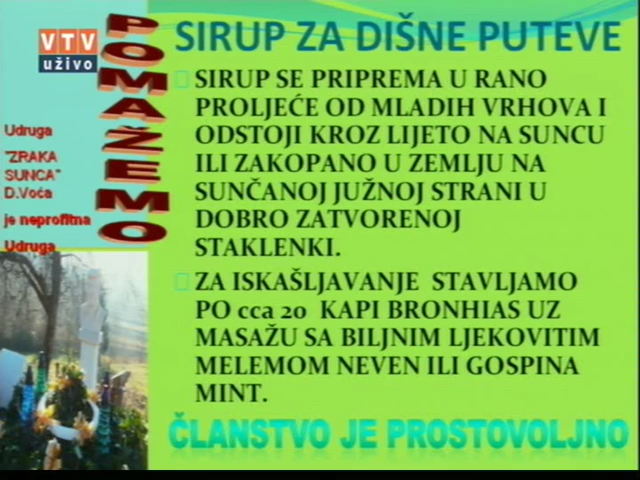 VTV
uživo
POMAŽEMO
Udruga
"ZRAKA
SUNCA"
D.Voća
je neprofitna
Udruga
SIRUP ZA DIŠNE PUTEVE
SIRUP SE PRIPREMA U RANO
PROLJEĆE OD MLADIH VRHOVA I
ODSTOJI KROZ LIJETO NA SUNCU
ILI ZAKOPANO U ZEMLJU NA
SUNČANOJ JUŽNOJ STRANI U
DOBRO ZATVORENOJ
STAKLENKI.
ZA ISKAŠLJAVANJE STAVLJAMO
PO cca 20 KAPI BRONHIAS UZ
MASAŽU SA BILJNIM LJEKOVITIM
MELEMOM NEVEN ILI GOSPINA
MINT.
ČLANSTVO JE PROSTOVOLJNO